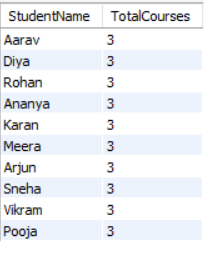 StudentName TotalCourses
Aarav 3
Diya 3
Rohan 3
Ananya 3
Karan 3
Meera 3
Arjun 3
Sneha 3
Vikram 3
Pooja 3